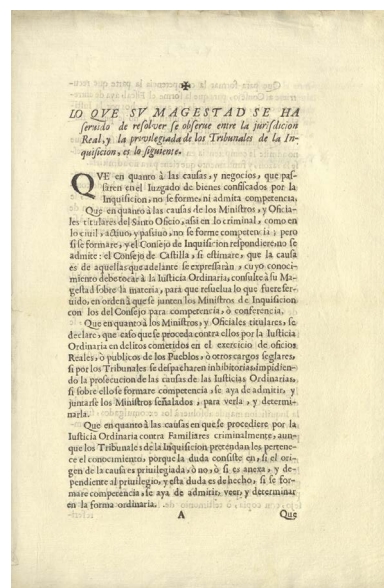 ✠
LO QVE SV MAGESTAD SE HA
servido de resolver se observe entre la jurisdicion
Real, y la privilegiada de los Tribunales de la In-
quisicion, es lo siguiente.
QVE en quanto à las causas, y negocios, que pas-
saren en el Iuzgado de bienes confiscados por la
Inquisicion, no se forme, ni admita competencia.
Que en quanto à las causas de los Ministros, y Oficia-
les titulares del Santo Oficio, assi en lo criminal, como en
lo civil, activo, y passivo, no se forme competencia; pero
si se formare, y el Consejo de Inquisicion respondiere, no se
admite: el Consejo de Castilla, si estimare, que la causa
es de aquellas que adelante se expressaràn, cuyo conoci-
miento debe tocar à la Iusticia Ordinaria, consulte à su Ma-
gestad sobre la materia, para que resuelva lo que fuere ser-
uido, en orden à que se junten los Ministros de Inquisicion
con los del Consejo para competencia, ò conferencia.
Que en quanto à los Ministros, y Oficiales titulares, se
declare, que caso que se proceda contra ellos por la Iusticia
Ordinaria en delitos cometidos en el exercicio de oficios
Reales, ò publicos de los Pueblos, ò otros cargos seglares,
si por los Tribunales se despacharen inhibitorias, impidien-
do la prosecucion de las causas de las Iusticias Ordinarias,
si sobre ello se formare competencia, se aya de admitir, y
juntarse los Ministros señalados, para verla, y determi-
narla.
Que en quanto à las causas en que se procediere por la
Iusticia Ordinaria contra Familiares criminalmente, aun-
que los Tribunales de la Inquisicion pretendan les pertene-
ce el conocimiento, porque la duda consiste en, si el ori-
gen de la causa es privilegiada, ò no, ò si es anexa, y de-
pendiente al privilegio, y esta duda es de hecho, si se for-
mare competencia, se aya de admitir, veer, y determinar
en la forma ordinaria.
A Que